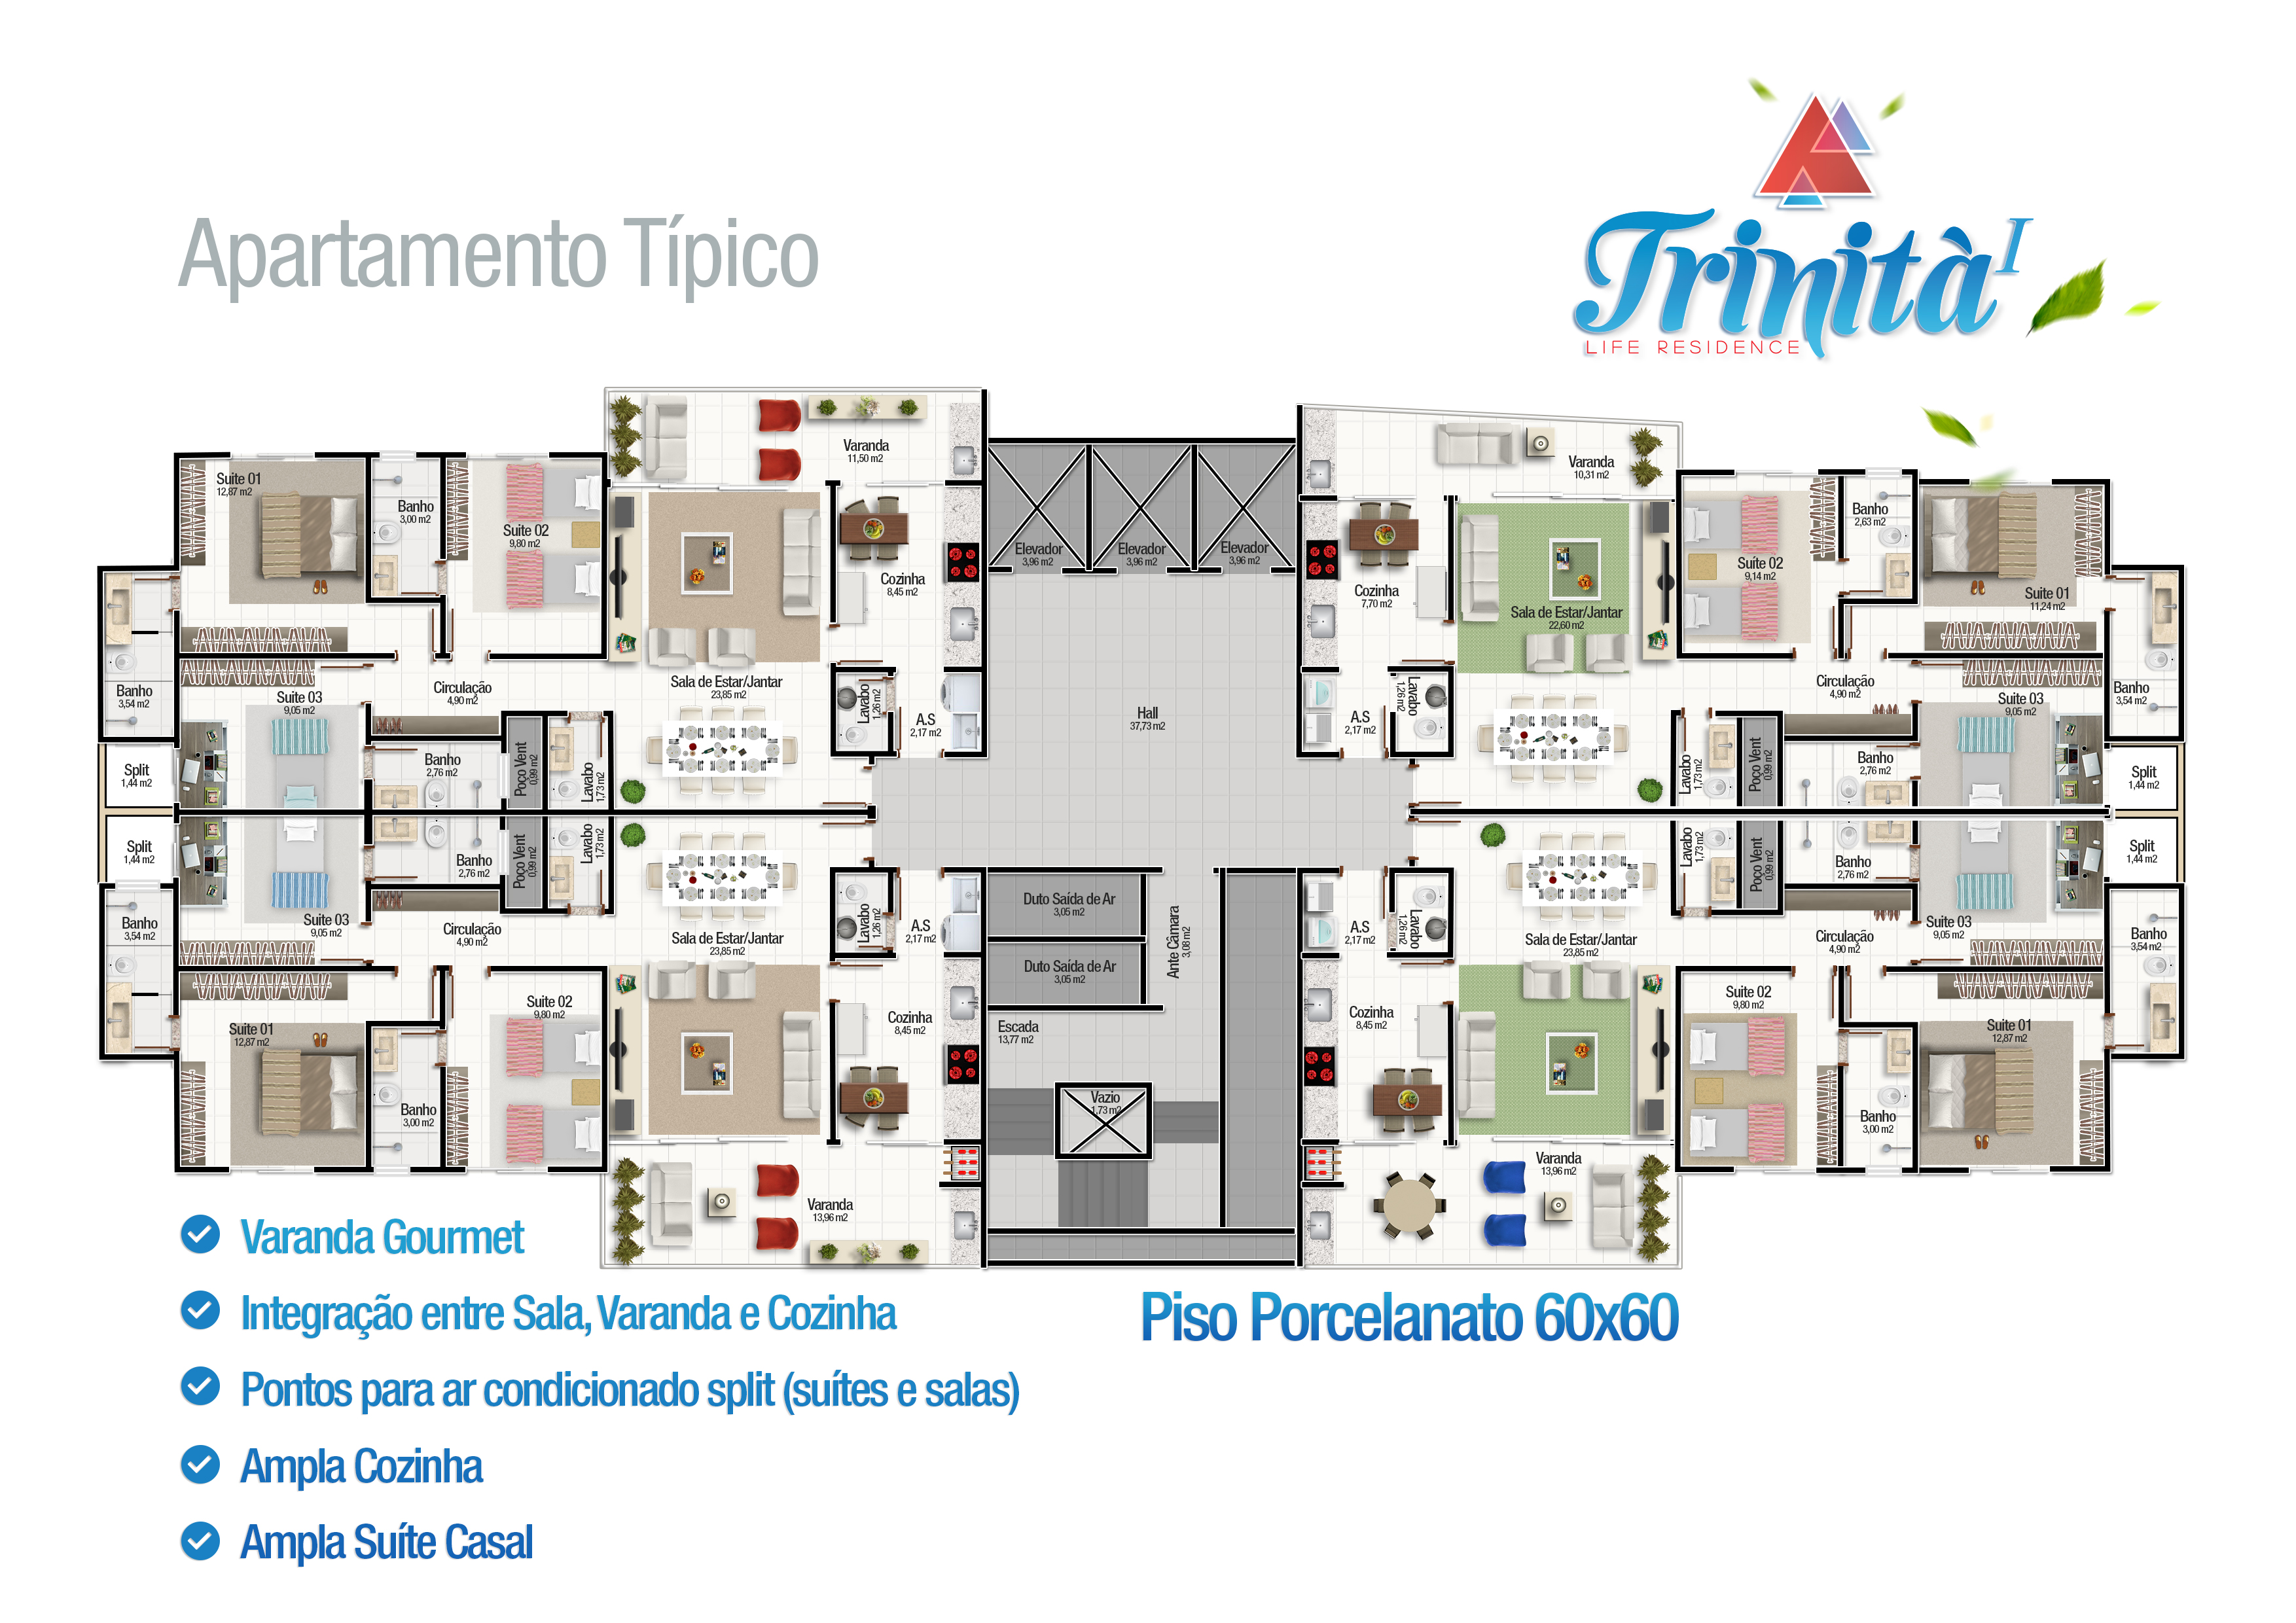 Apartamento Típico
Trinità I
LIFE RESIDENCE
Suite 01
12,87 m2
Banho
3,00 m2
Suite 02
9,80 m2
Varanda
11,50 m2
Cozinha
8,45 m2
Sala de Estar/Jantar
23,85 m2
Lavabo
1,26 m2
A.S
2,17 m2
Banho
3,54 m2
Suite 03
9,05 m2
Circulação
4,90 m2
Split
1,44 m2
Banho
2,76 m2
Poço Vent
0,99 m2
Lavabo
1,73 m2
Elevador
3,96 m2
Elevador
3,96 m2
Elevador
3,96 m2
Hall
37,73 m2
Varanda
10,31 m2
Cozinha
7,70 m2
Sala de Estar/Jantar
22,60 m2
Suite 02
9,14 m2
Banho
2,63 m2
Suite 01
11,24 m2
A.S
2,17 m2
Lavabo
1,26 m2
Circulação
4,90 m2
Suite 03
9,05 m2
Banho
3,54 m2
Lavabo
1,73 m2
Poço Vent
0,99 m2
Banho
2,76 m2
Split
1,44 m2
Split
1,44 m2
Banho
2,76 m2
Poço Vent
0,99 m2
Lavabo
1,73 m2
Banho
3,54 m2
Suite 03
9,05 m2
Circulação
4,90 m2
Sala de Estar/Jantar
23,85 m2
Lavabo
1,26 m2
A.S
2,17 m2
Suite 01
12,87 m2
Suite 02
9,80 m2
Banho
3,00 m2
Cozinha
8,45 m2
Varanda
13,96 m2
Duto Saída de Ar
3,05 m2
Duto Saída de Ar
3,05 m2
Ante Câmara
3,08 m2
Escada
13,77 m2
Vazio
1,73 m2
A.S
2,17 m2
Lavabo
1,26 m2
Sala de Estar/Jantar
23,85 m2
Lavabo
1,73 m2
Poço Vent
0,99 m2
Banho
2,76 m2
Split
1,44 m2
Circulação
4,90 m2
Suite 03
9,05 m2
Banho
3,54 m2
Cozinha
8,45 m2
Suite 02
9,80 m2
Suite 01
12,87 m2
Banho
3,00 m2
Varanda
13,96 m2
Varanda Gourmet
Integração entre Sala, Varanda e Cozinha
Pontos para ar condicionado split (suítes e salas)
Ampla Cozinha
Ampla Suíte Casal
Piso Porcelanato 60x60